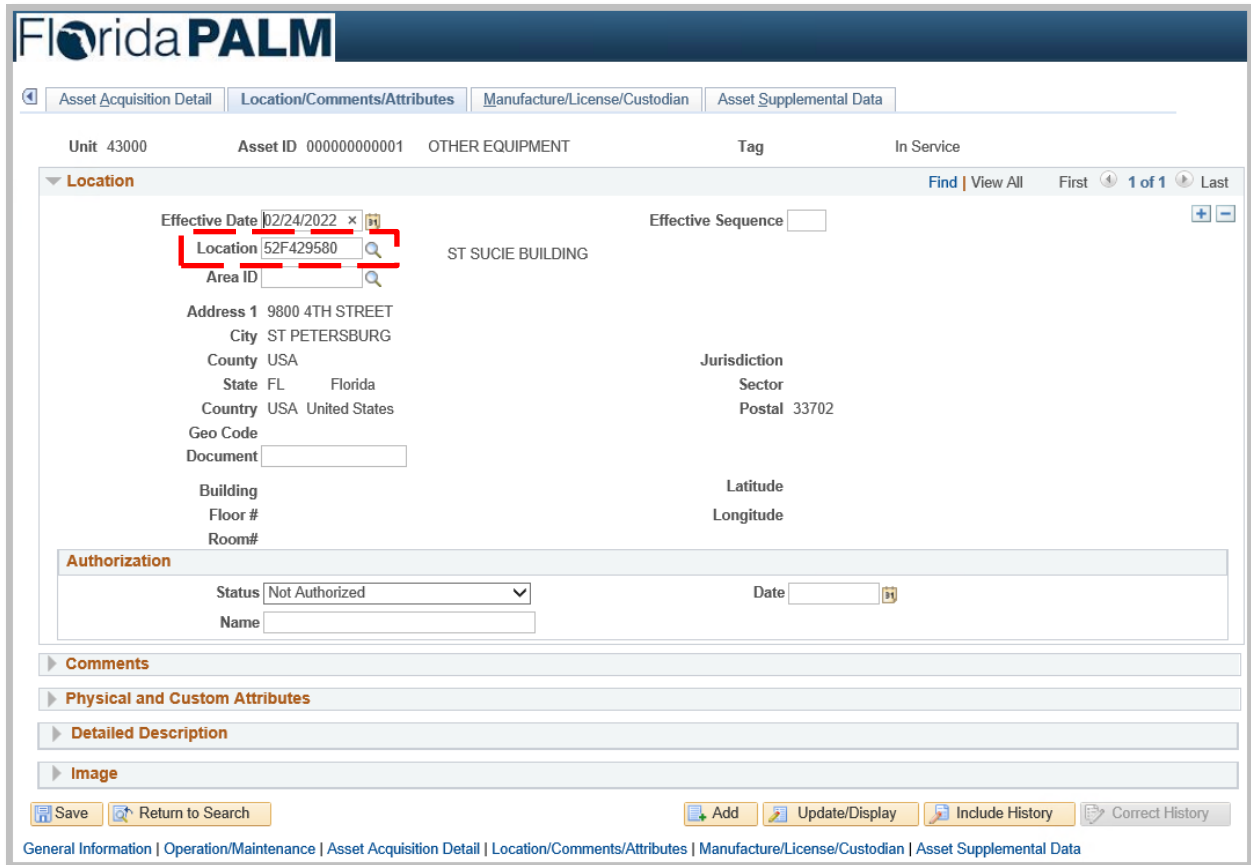 Florida PALM
Asset Acquisition Detail Location/Comments/Attributes Manufacture/License/Custodian Asset Supplemental Data
Unit 43000 Asset ID 000000000001 OTHER EQUIPMENT Tag In Service
Location Find | View All First 1 of 1 Last
Effective Date 02/24/2022 × Effective Sequence
Location 52F429580 ST SUCIE BUILDING
Area ID
Address 1 9800 4TH STREET
City ST PETERSBURG
County USA Jurisdiction
State FL Florida Sector
Country USA United States Postal 33702
Geo Code
Document
Building Latitude
Floor # Longitude
Room#
Authorization
Status Not Authorized Date
Name
Comments
Physical and Custom Attributes
Detailed Description
Image
Save Return to Search Add Update/Display Include History Correct History
General Information | Operation/Maintenance | Asset Acquisition Detail | Location/Comments/Attributes | Manufacture/License/Custodian | Asset Supplemental Data